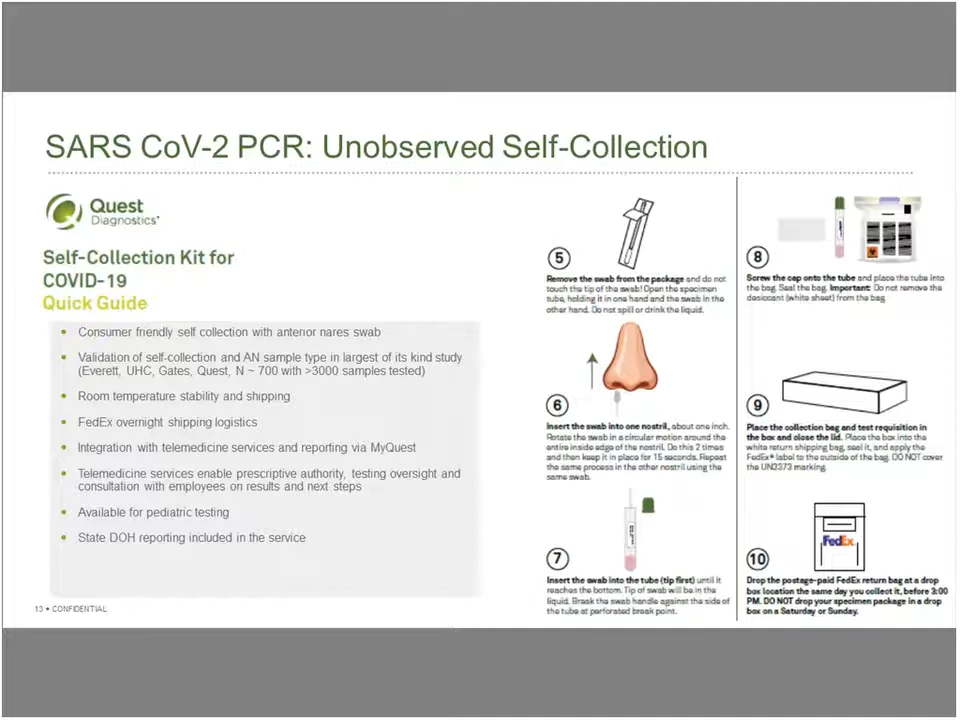 SARS CoV-2 PCR: Unobserved Self-Collection
Quest
Diagnostics
Self-Collection Kit for
COVID-19
Quick Guide
• Consumer friendly self collection with anterior nares swab
• Validation of self-collection and AN sample type in largest of its kind study
(Everett, UHC, Gates, Quest, N ~ 700 with >3000 samples tested)
• Room temperature stability and shipping
• FedEx overnight shipping logistics
• Integration with telemedicine services and reporting via MyQuest
• Telemedicine services enable prescriptive authority, testing oversight and
consultation with employees on results and next steps
• Available for pediatric testing
• State DOH reporting included in the service
13 • CONFIDENTIAL
5
Remove the swab from the package and do not
touch the tip of the swab! Open the specimen
tube, holding it in one hand and the swab in the
other hand. Do not spill or drink the liquid.
6
Insert the swab into one nostril, about one inch.
Rotate the swab in a circular motion around the
entire inside edge of the nostril. Do this 2 times
and then keep it in place for 15 seconds. Repeat
the same process in the other nostril using the
same swab.
7
Insert the swab into the tube (tip first) until it
reaches the bottom. Tip of swab will be in the
liquid. Break the swab handle against the side of
the tube at perforated break point.
8
Screw the cap onto the tube and place the tube into
the bag. Seal the bag. Important: Do not remove the
desiccant (white sheet) from the bag.
9
Place the collection bag and test requisition in
the box and close the lid. Place the box into the
white return shipping bag, seal it, and apply the
FedEx® label to the outside of the bag. DO NOT cover
the UN3373 marking.
FedEx
10
Drop the postage-paid FedEx return bag at a drop
box location the same day you collect it, before 3:00
PM. DO NOT drop your specimen package in a drop
box on a Saturday or Sunday.